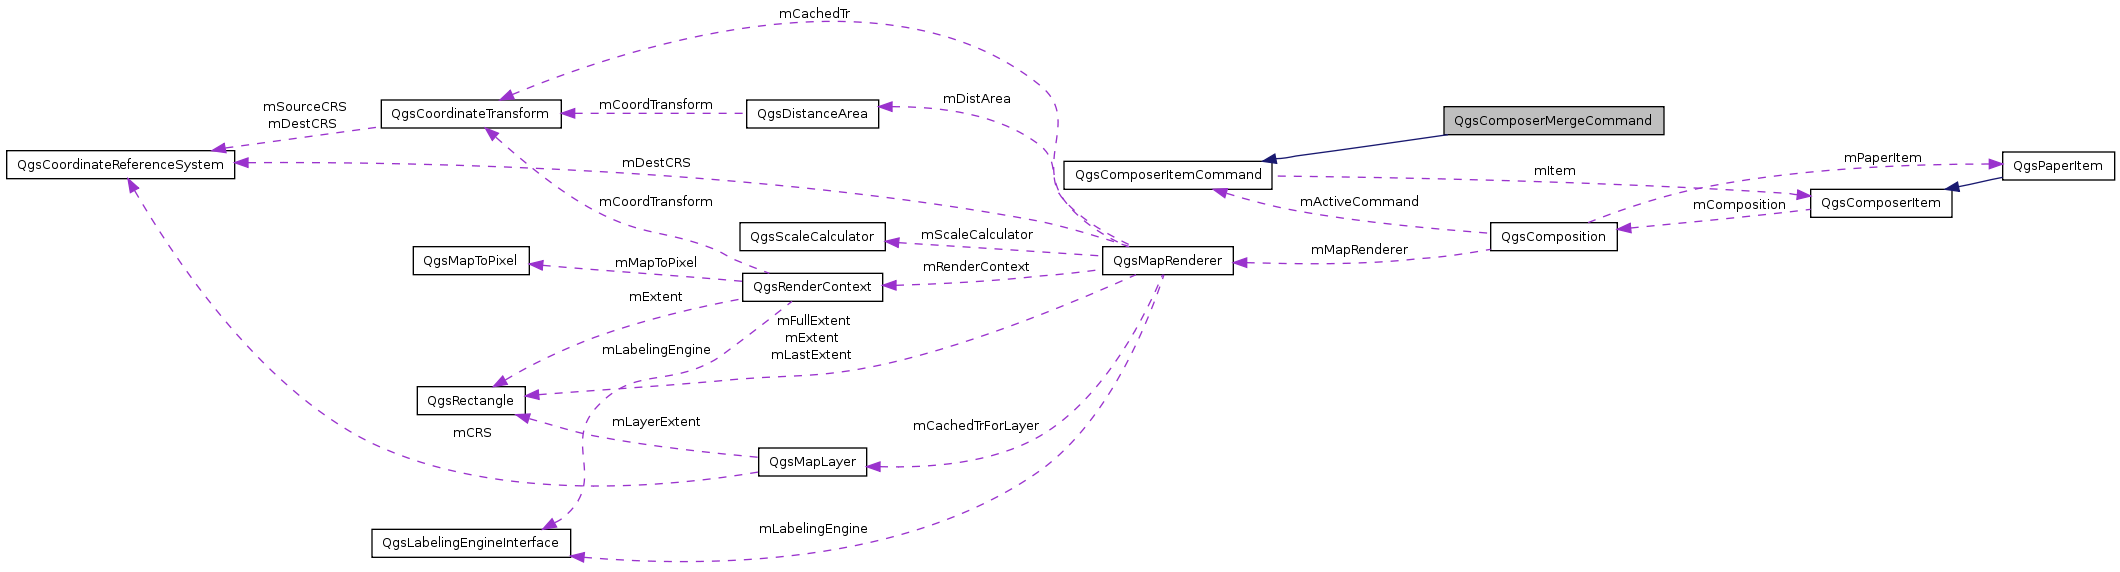 mCachedTr
mDistArea
mSourceCRS
mDestCRS
QgsCoordinateTransform
mCoordTransform
QgsDistanceArea
QgsComposerMergeCommand
QgsCoordinateReferenceSystem
mDestCRS
QgsComposerItemCommand
mItem
mPaperItem
QgsPaperItem
mCoordTransform
mActiveCommand
mComposition
QgsComposerItem
QgsScaleCalculator
mScaleCalculator
QgsComposition
QgsMapToPixel
mMapToPixel
mRenderContext
QgsMapRenderer
mMapRenderer
QgsRenderContext
mExtent
mFullExtent
mExtent
mLastExtent
mLabelingEngine
QgsRectangle
mLayerExtent
mCachedTrForLayer
mCRS
QgsMapLayer
mLabelingEngine
QgsLabelingEngineInterface